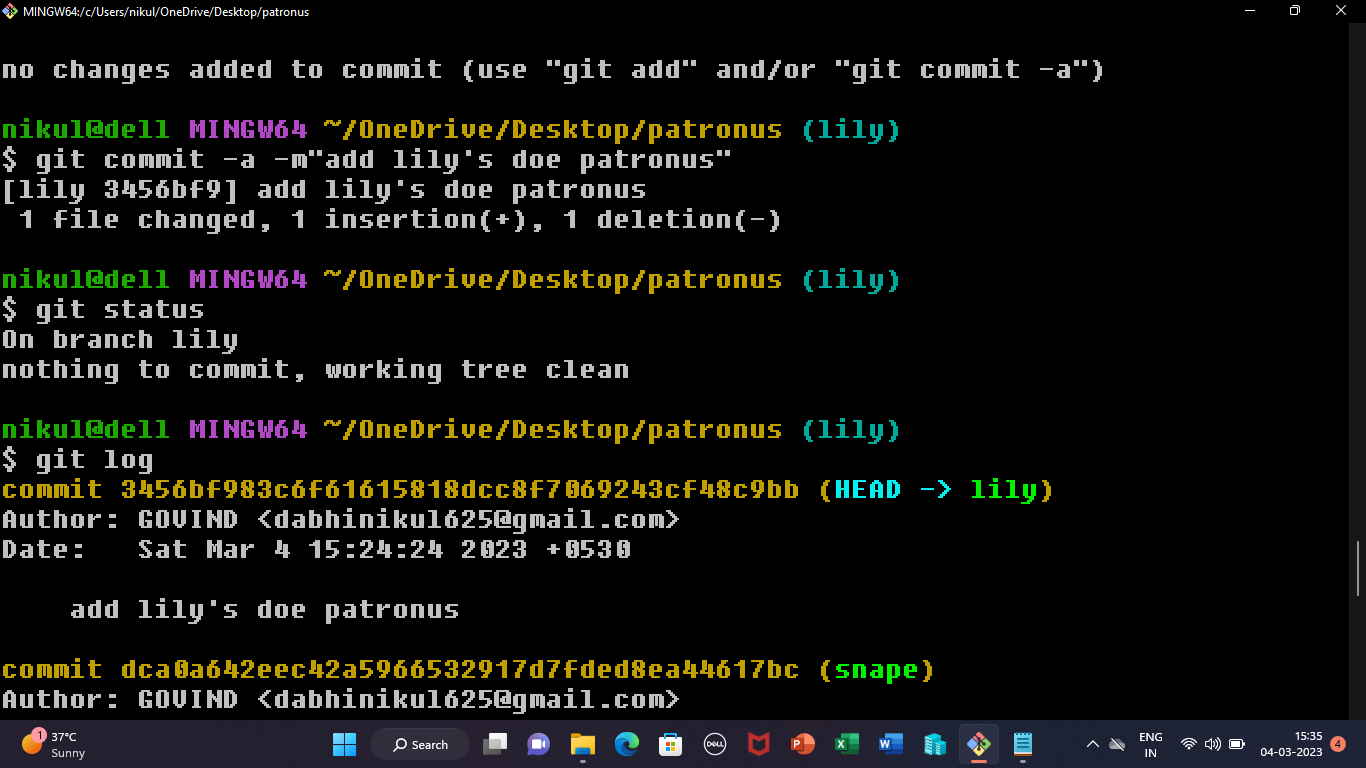 MINGW64:/c/Users/nikul/OneDrive/Desktop/patronus
no changes added to commit (use "git add" and/or "git commit -a")
nikul@dell MINGW64 ~/OneDrive/Desktop/patronus (lily)
$ git commit -a -m"add lily's doe patronus"
[lily 3456bf9] add lily's doe patronus
1 file changed, 1 insertion(+), 1 deletion(-)
nikul@dell MINGW64 ~/OneDrive/Desktop/patronus (lily)
$ git status
On branch lily
nothing to commit, working tree clean
nikul@dell MINGW64 ~/OneDrive/Desktop/patronus (lily)
$ git log
commit 3456bf983c6f61615818dcc8f7069243cf48c9bb (HEAD -> lily)
Author: GOVIND <dabhinikul625@gmail.com>
Date:   Sat Mar 4 15:24:24 2023 +0530
add lily's doe patronus
commit dca0a642eec42a5966532917d7fded8ea44617bc (snape)
Author: GOVIND <dabhinikul625@gmail.com>
1
37°C
Sunny
Search
DELL
ENG
IN
15:35
04-03-2023
4